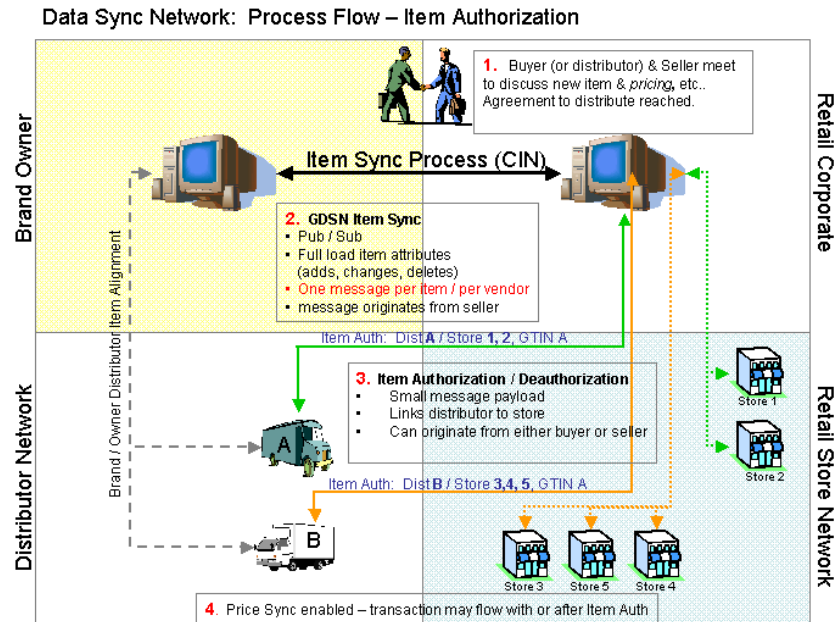 Data Sync Network:  Process Flow – Item Authorization
1. Buyer (or distributor) & Seller meet
to discuss new item & pricing, etc..
Agreement to distribute reached.
Brand Owner
Retail Corporate
Item Sync Process (CIN)
2. GDSN Item Sync
• Pub / Sub
• Full load item attributes
(adds, changes, deletes)
• One message per item / per vendor
• message originates from seller
Brand / Owner Distributor Item Alignment
Item Auth:  Dist A / Store 1, 2, GTIN A
3. Item Authorization / Deauthorization
• Small message payload
• Links distributor to store
• Can originate from either buyer or seller
Distributor Network
Retail Store Network
A
Store 1
Store 2
Item Auth:  Dist B / Store 3,4, 5, GTIN A
B
Store 3
Store 5
Store 4
4. Price Sync enabled – transaction may flow with or after Item Auth